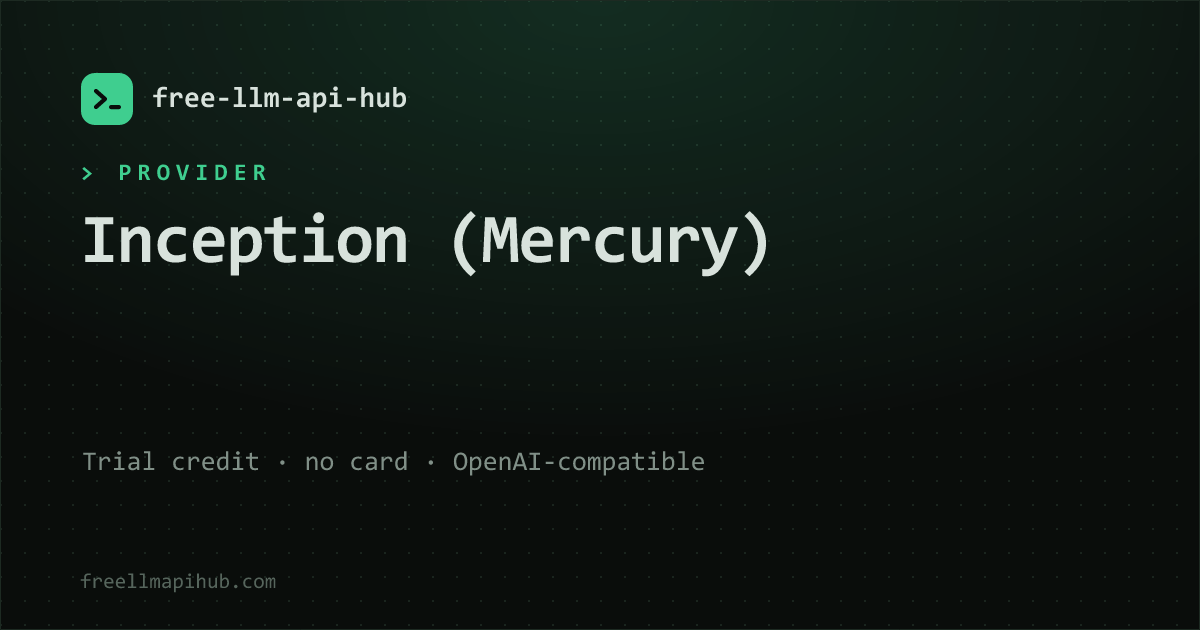 free-llm-api-hub
> PROVIDER
Inception (Mercury)
Trial credit · no card · OpenAI-compatible
freellmapihub.com